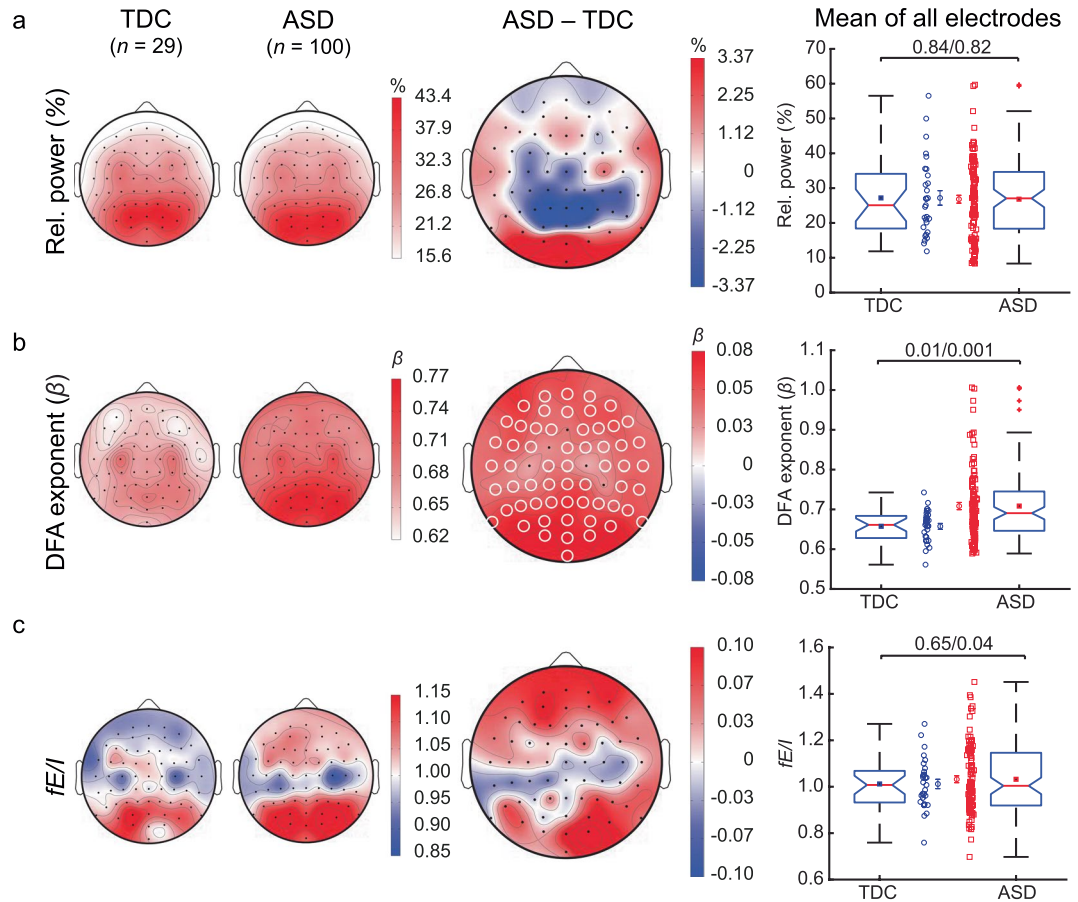 a
TDC
(n = 29)
ASD
(n = 100)
ASD – TDC
Mean of all electrodes
Rel. power (%)
%
43.4
37.9
32.3
26.8
21.2
15.6
%
3.37
2.25
1.12
0
-1.12
-2.25
-3.37
Rel. power (%)
70
60
50
40
30
20
10
0
0.84/0.82
TDC
ASD
b
DFA exponent (β)
β
0.77
0.74
0.71
0.68
0.65
0.62
β
0.08
0.05
0.03
0
-0.03
-0.05
-0.08
DFA exponent (β)
1.1
1.0
0.9
0.8
0.7
0.6
0.5
0.01/0.001
TDC
ASD
c
fE/I
1.15
1.10
1.05
1.00
0.95
0.90
0.85
0.10
0.07
0.03
0
-0.03
-0.07
-0.10
fE/I
1.6
1.4
1.2
1.0
0.8
0.6
0.65/0.04
TDC
ASD